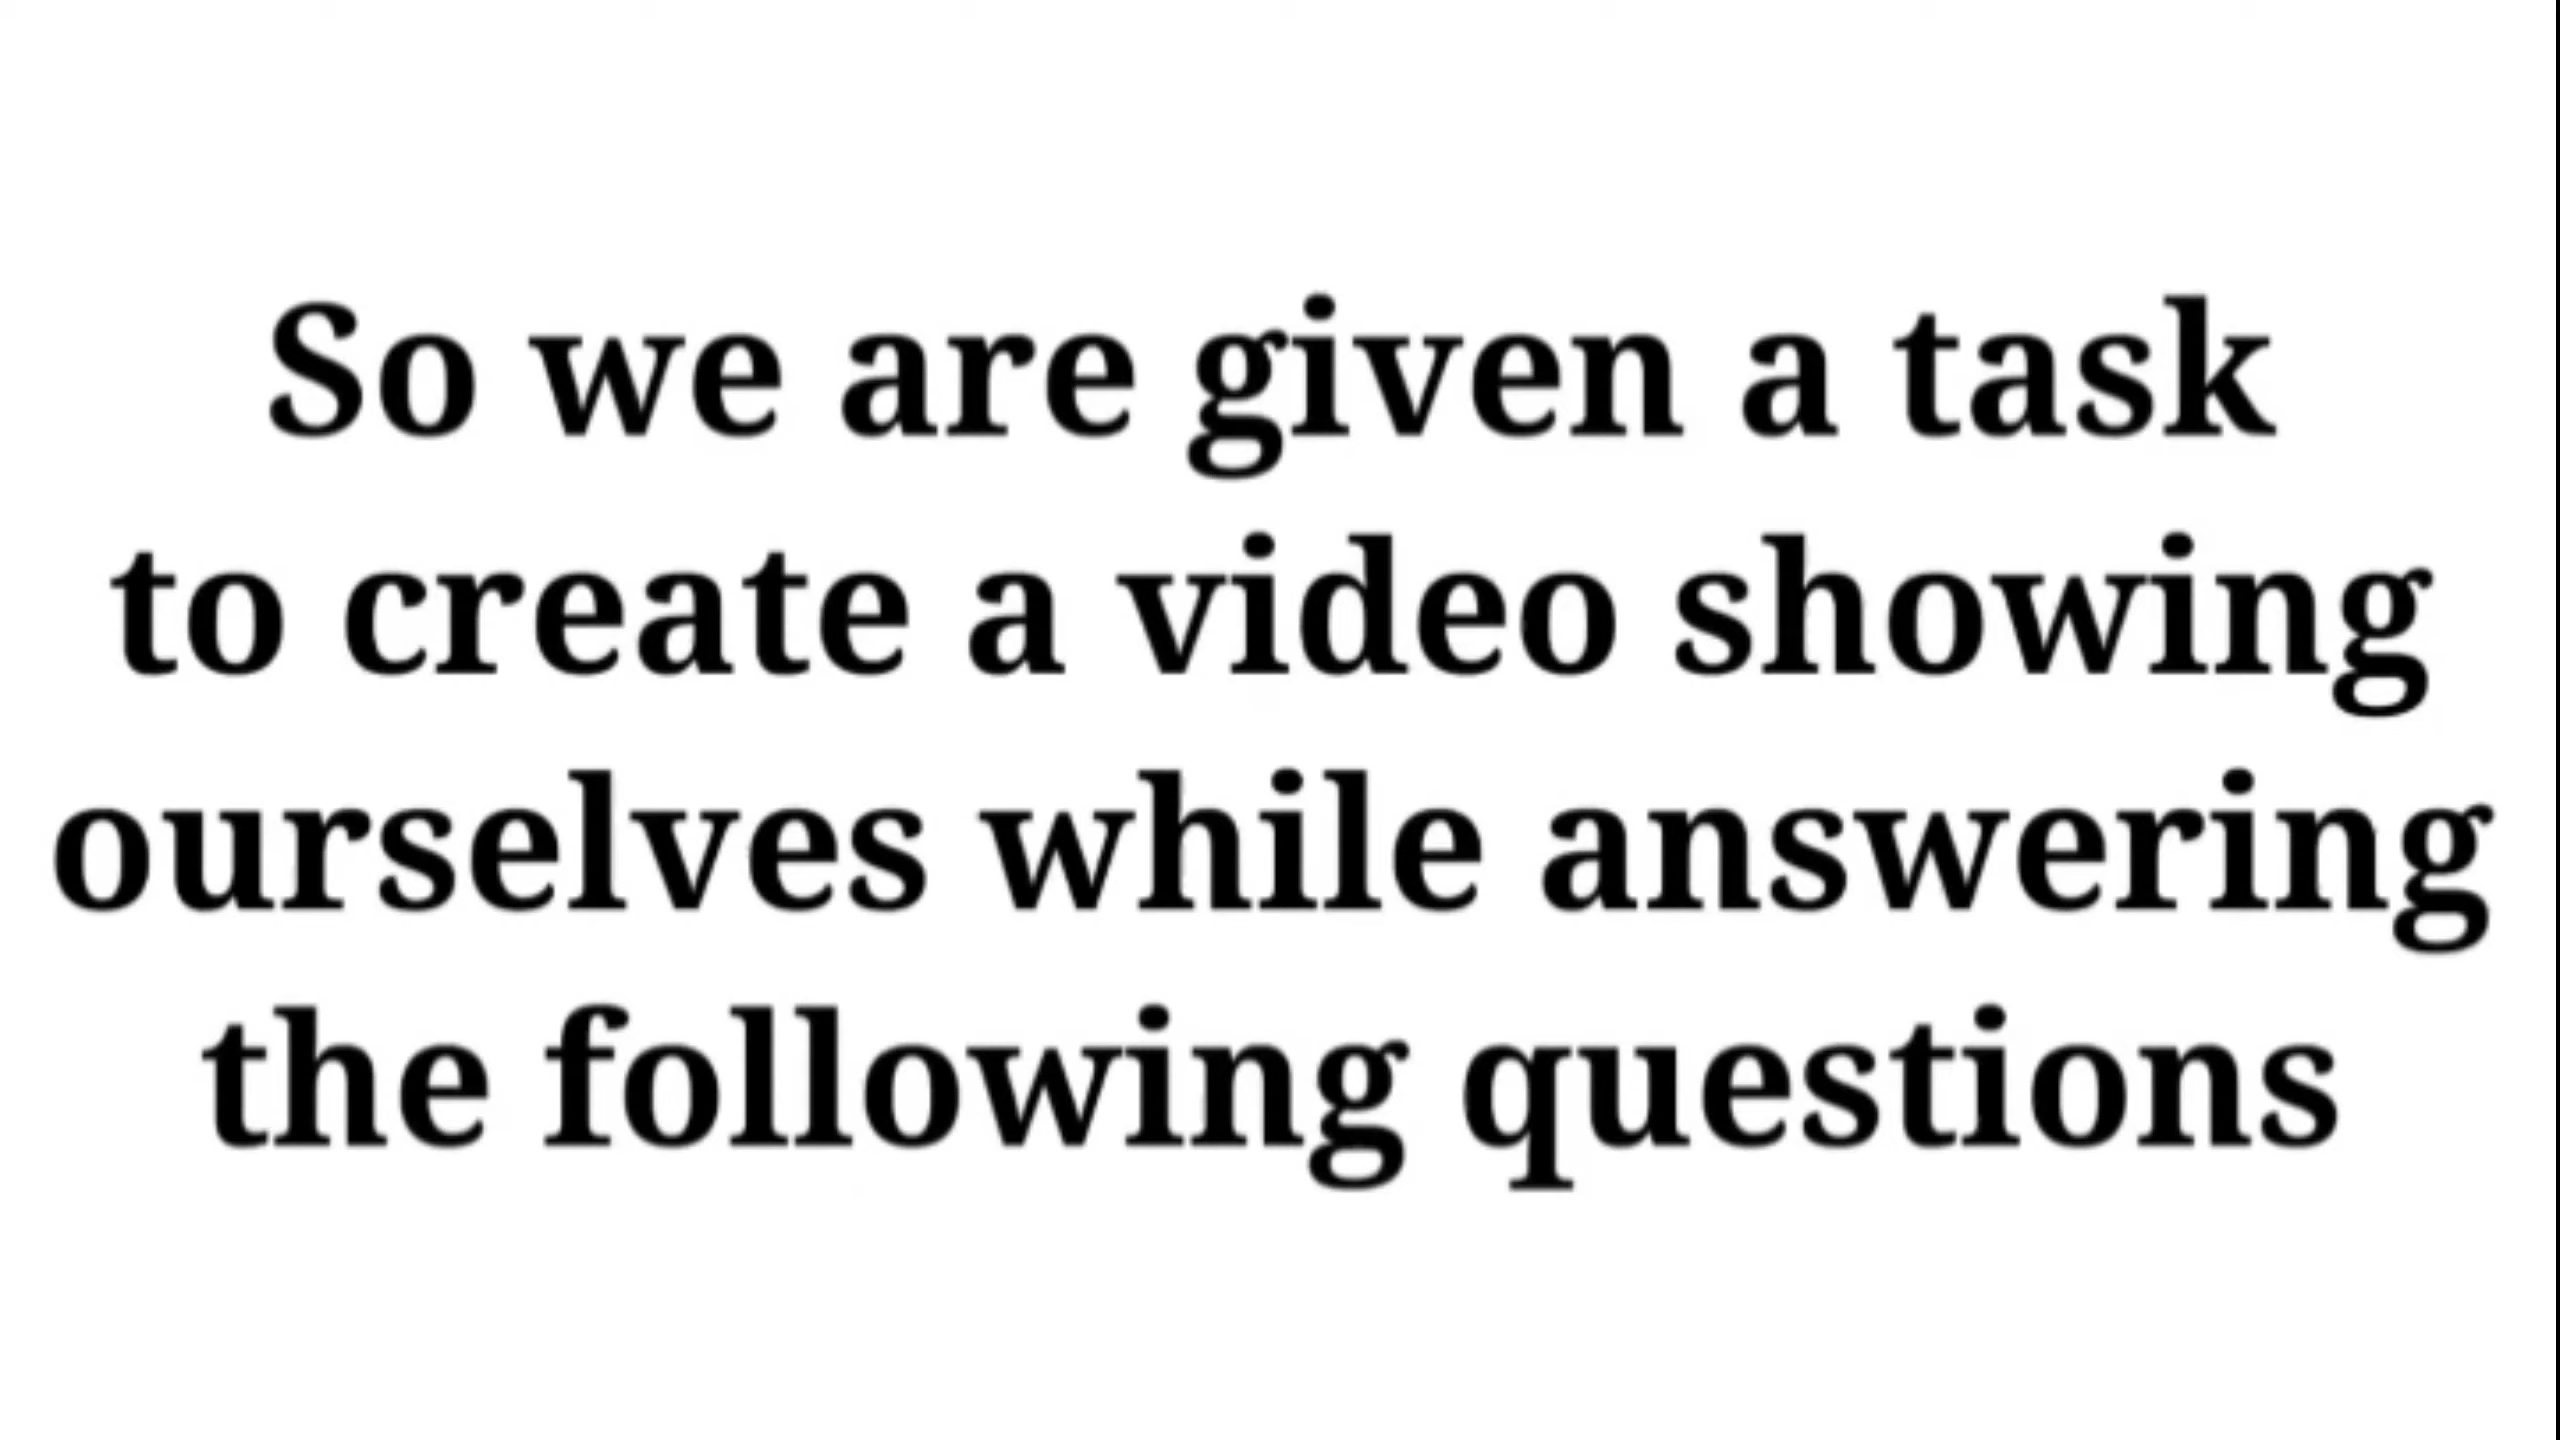 So we are given a task
to create a video showing
ourselves while answering
the following questions